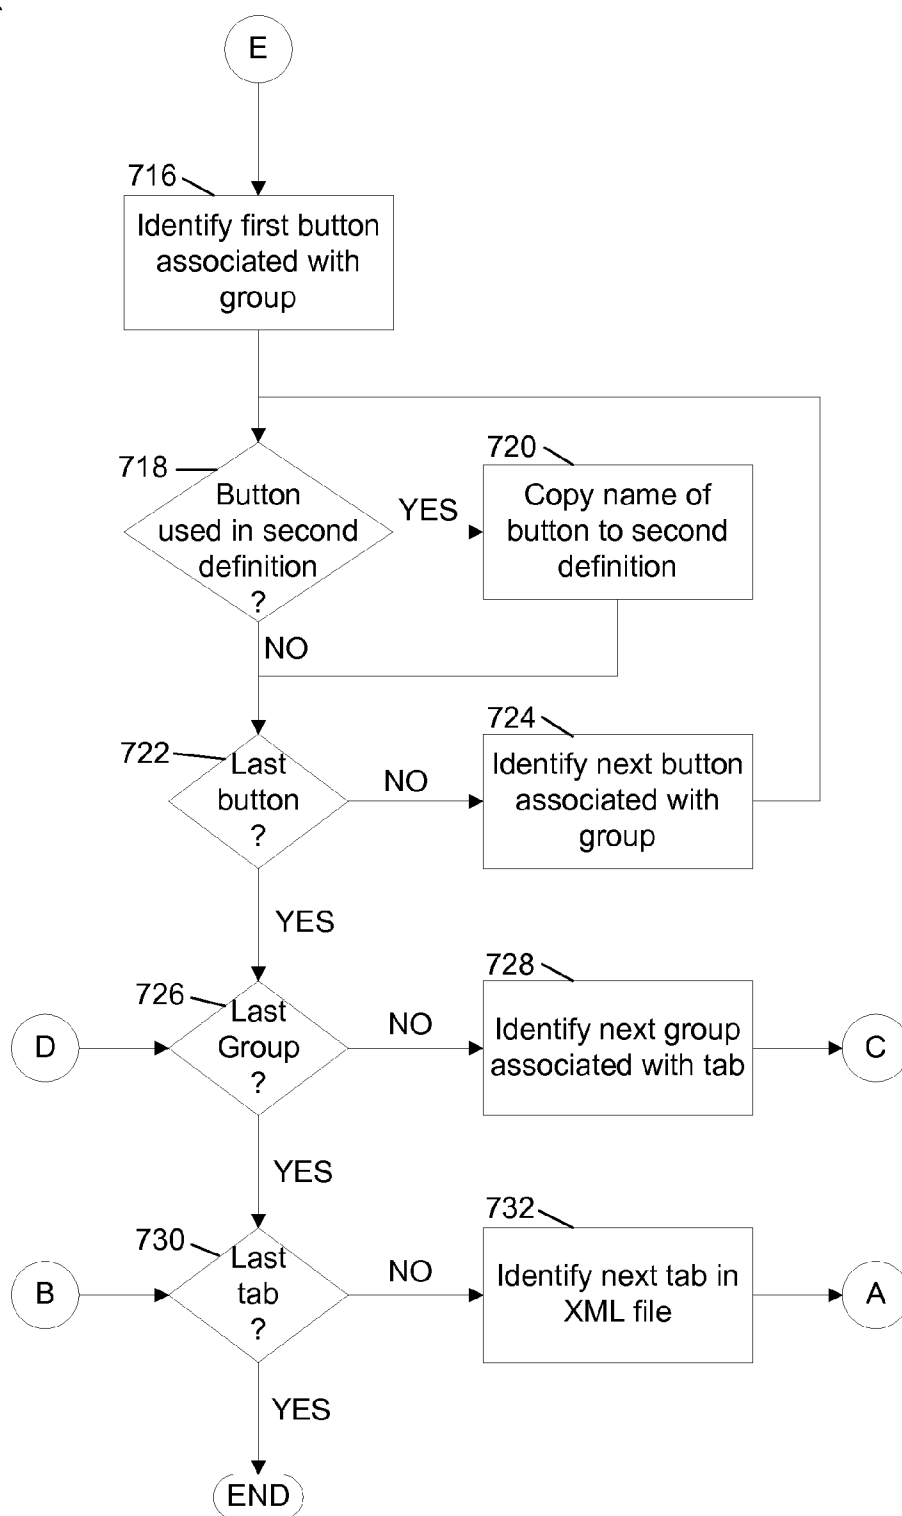 E
716
Identify first button
associated with
group
718
Button
used in second
definition
?
YES
720
Copy name of
button to second
definition
NO
722
Last
button
?
NO
724
Identify next button
associated with
group
YES
726
Last
Group
?
D
NO
728
Identify next group
associated with tab
C
YES
730
Last
tab
?
B
NO
732
Identify next tab in
XML file
A
YES
END